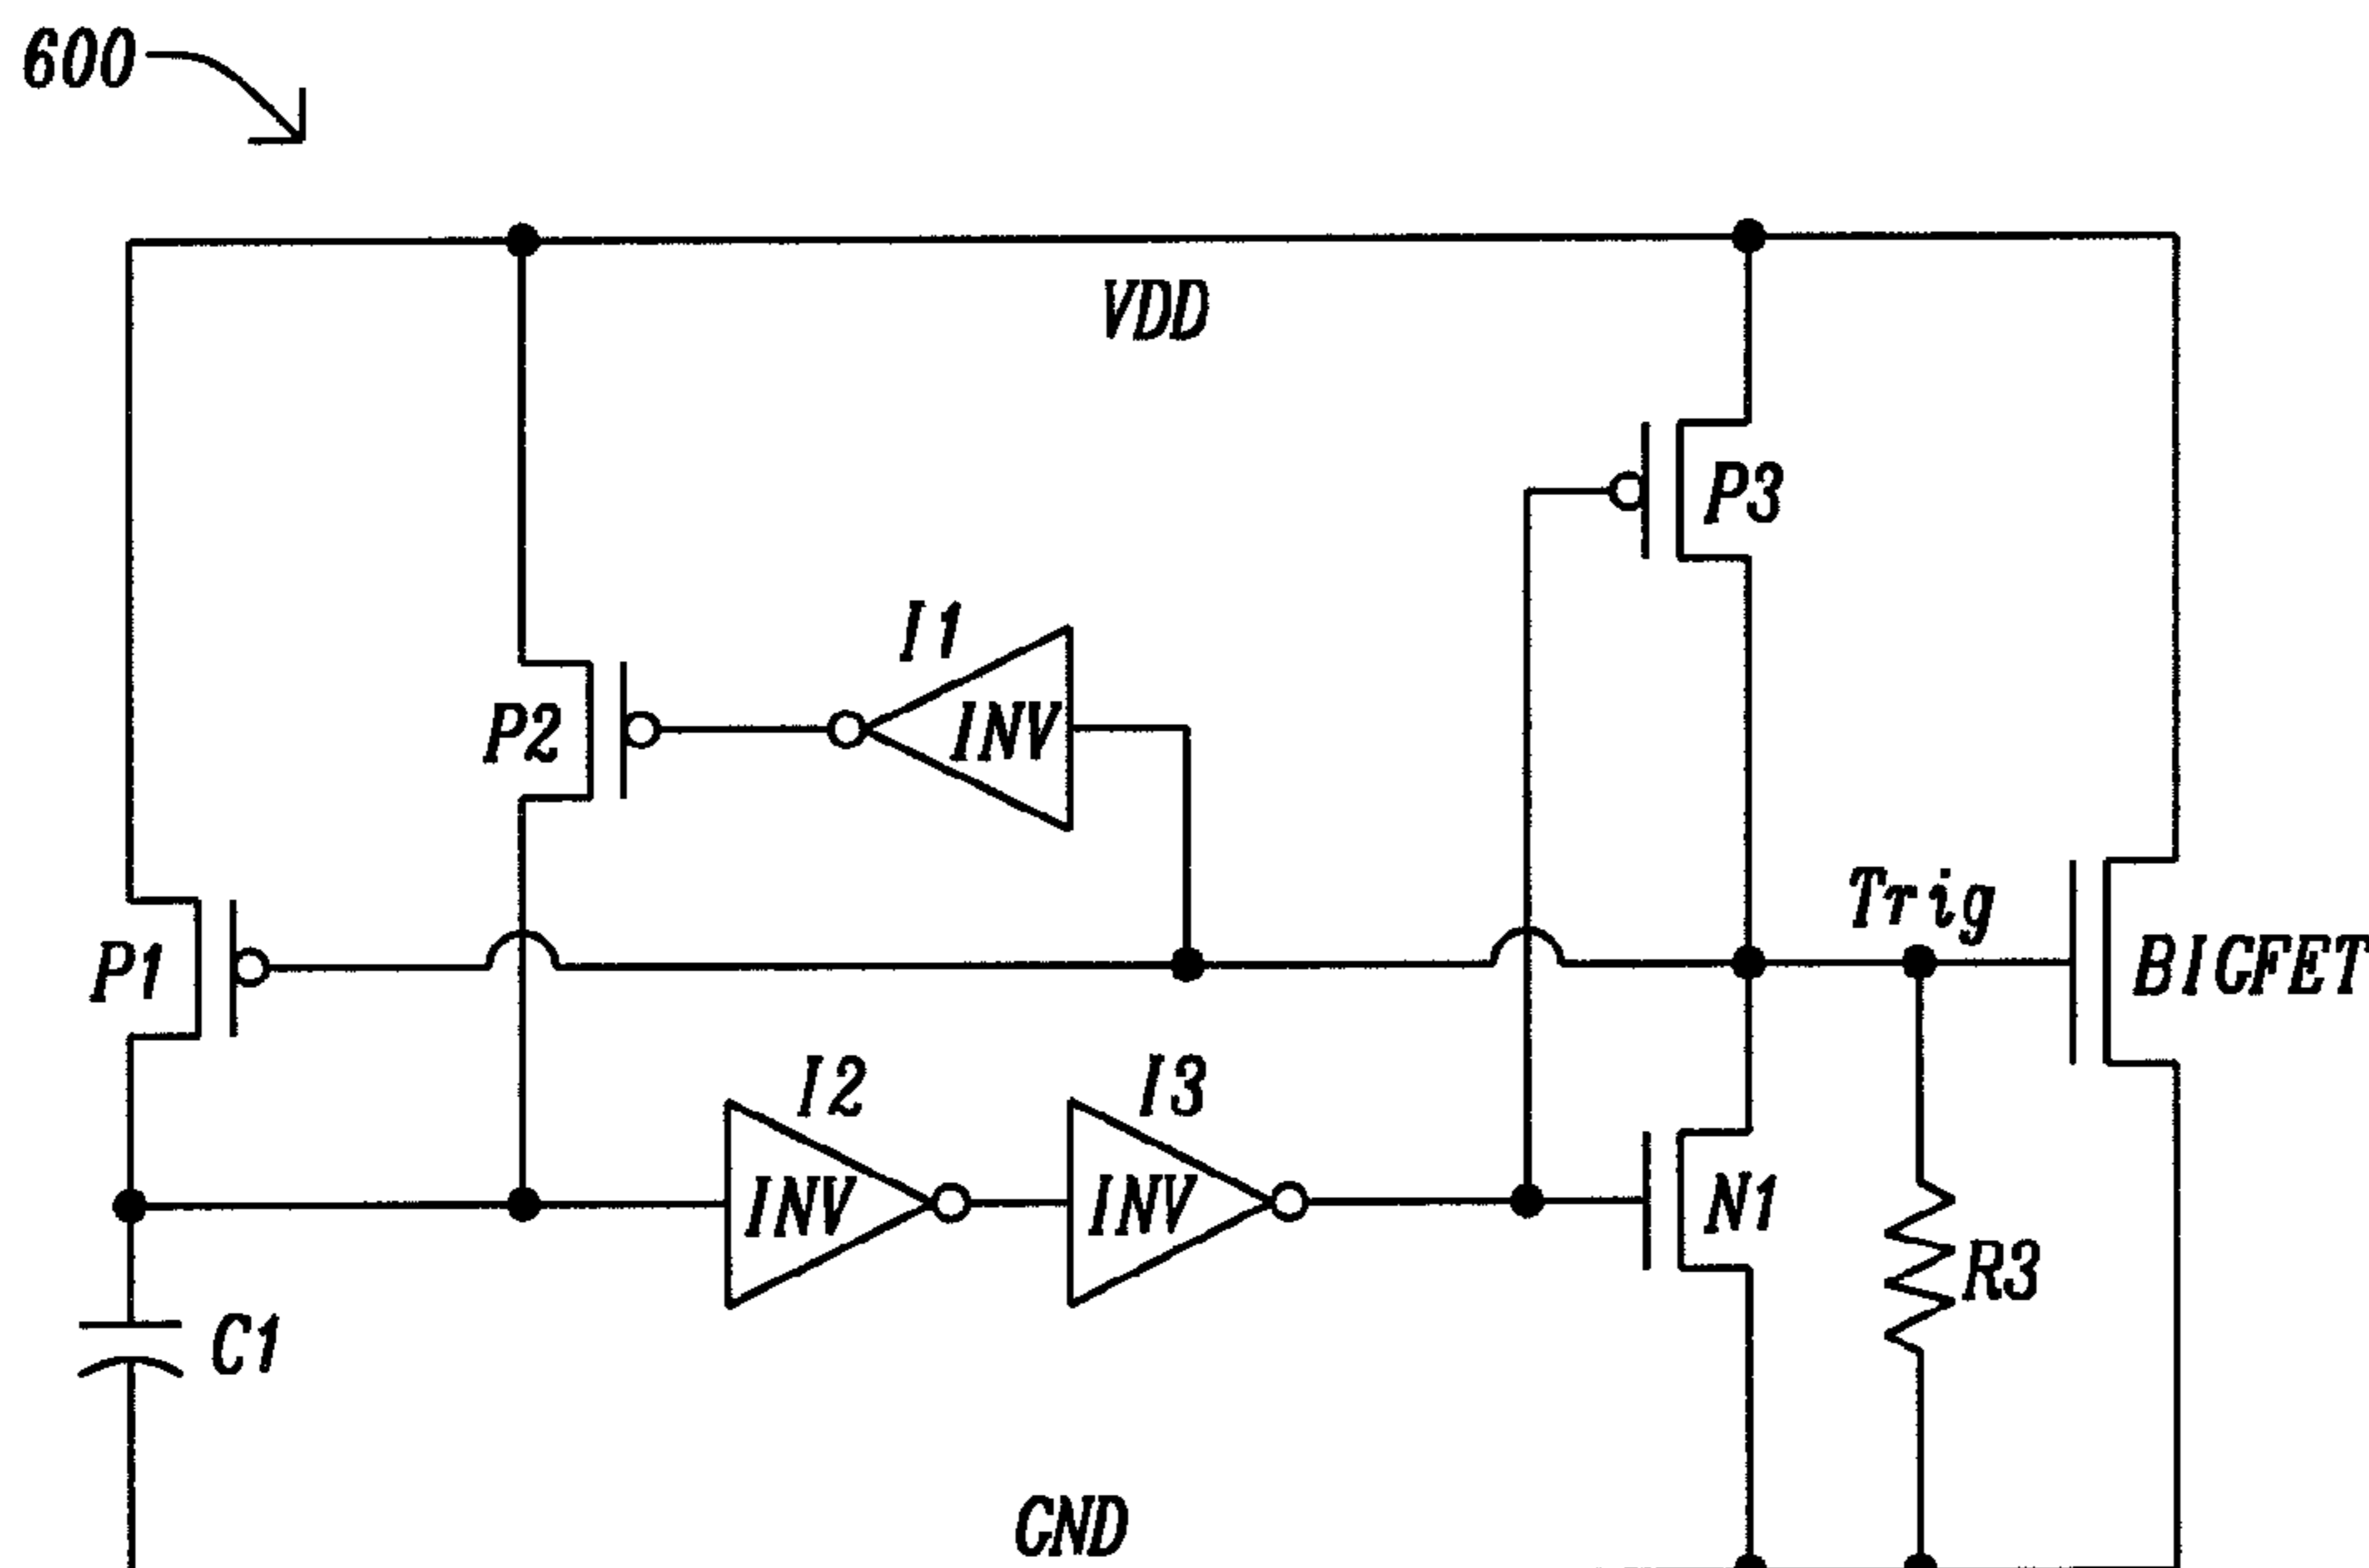 600
VDD
P3
I1
INV
P2
Trig
P1
BIGFET
I2
I3
INV
INV
N1
R3
C1
GND